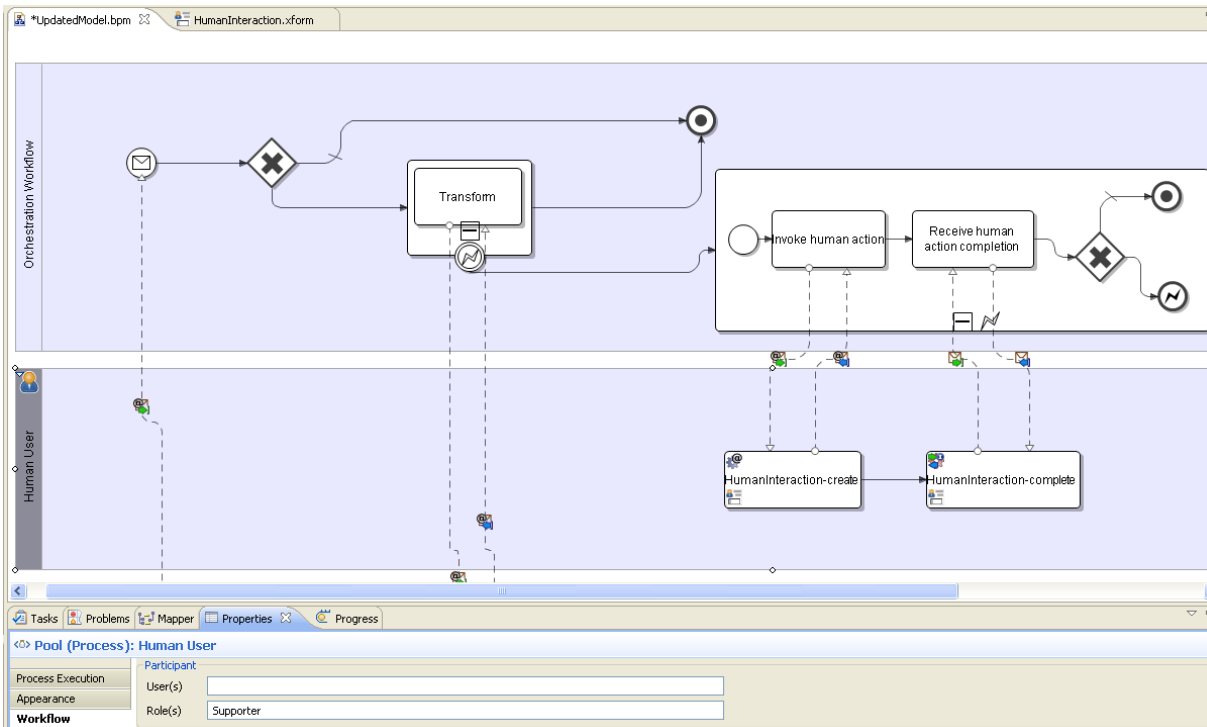 *UpdatedModel.bpm
HumanInteraction.xform
Orchestration Workflow
Transform
Invoke human action
Receive human
action completion
Human User
HumanInteraction-create
HumanInteraction-complete
Tasks
Problems
Mapper
Properties
Progress
Pool (Process): Human User
Process Execution
Appearance
Workflow
Participant
User(s)
Role(s)
Supporter